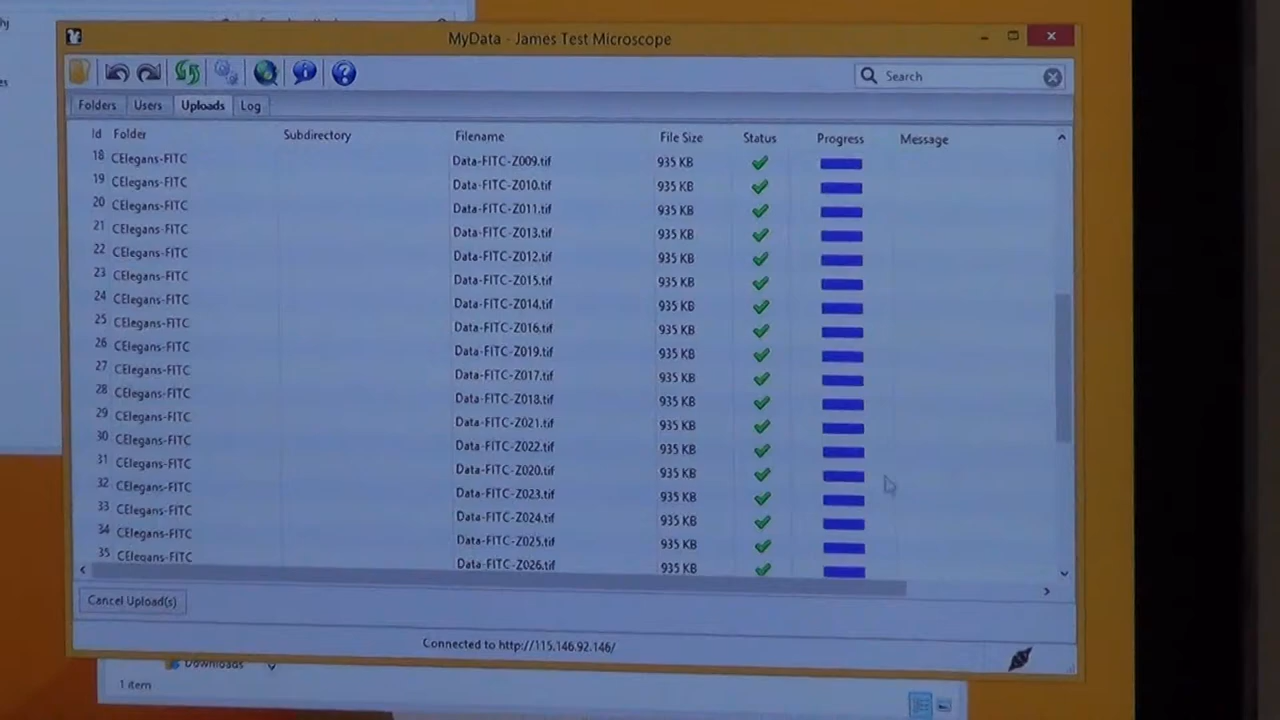 MyData - James Test Microscope
Search
Folders Users Uploads Log
Id Folder Subdirectory Filename File Size Status Progress Message
18 CElegans-FITC Data-FITC-Z009.tif 935 KB
19 CElegans-FITC Data-FITC-Z010.tif 935 KB
20 CElegans-FITC Data-FITC-Z011.tif 935 KB
21 CElegans-FITC Data-FITC-Z013.tif 935 KB
22 CElegans-FITC Data-FITC-Z012.tif 935 KB
23 CElegans-FITC Data-FITC-Z015.tif 935 KB
24 CElegans-FITC Data-FITC-Z014.tif 935 KB
25 CElegans-FITC Data-FITC-Z016.tif 935 KB
26 CElegans-FITC Data-FITC-Z019.tif 935 KB
27 CElegans-FITC Data-FITC-Z017.tif 935 KB
28 CElegans-FITC Data-FITC-Z018.tif 935 KB
29 CElegans-FITC Data-FITC-Z021.tif 935 KB
30 CElegans-FITC Data-FITC-Z022.tif 935 KB
31 CElegans-FITC Data-FITC-Z020.tif 935 KB
32 CElegans-FITC Data-FITC-Z023.tif 935 KB
33 CElegans-FITC Data-FITC-Z024.tif 935 KB
34 CElegans-FITC Data-FITC-Z025.tif 935 KB
35 CElegans-FITC Data-FITC-Z026.tif 935 KB
Cancel Upload(s)
Connected to http://115.146.92.146/
Downloads
1 item